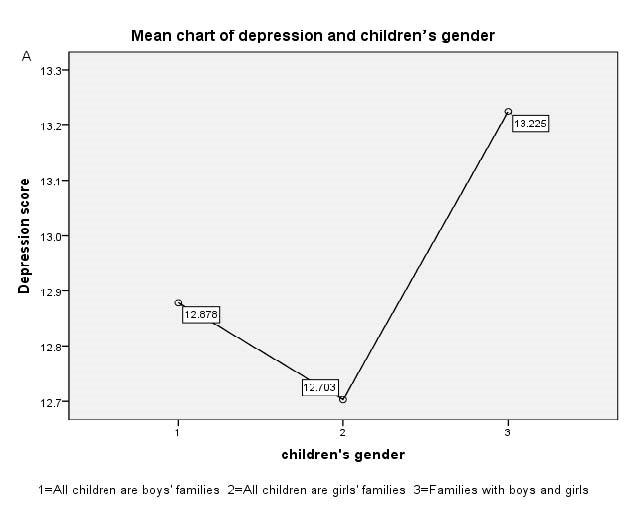 Mean chart of depression and children’s gender
A
13.3
13.2
13.1
13.0
12.9
12.8
12.7
Depression score
12.878
12.703
13.225
1
2
3
children's gender
1=All children are boys' families 2=All children are girls' families 3=Families with boys and girls